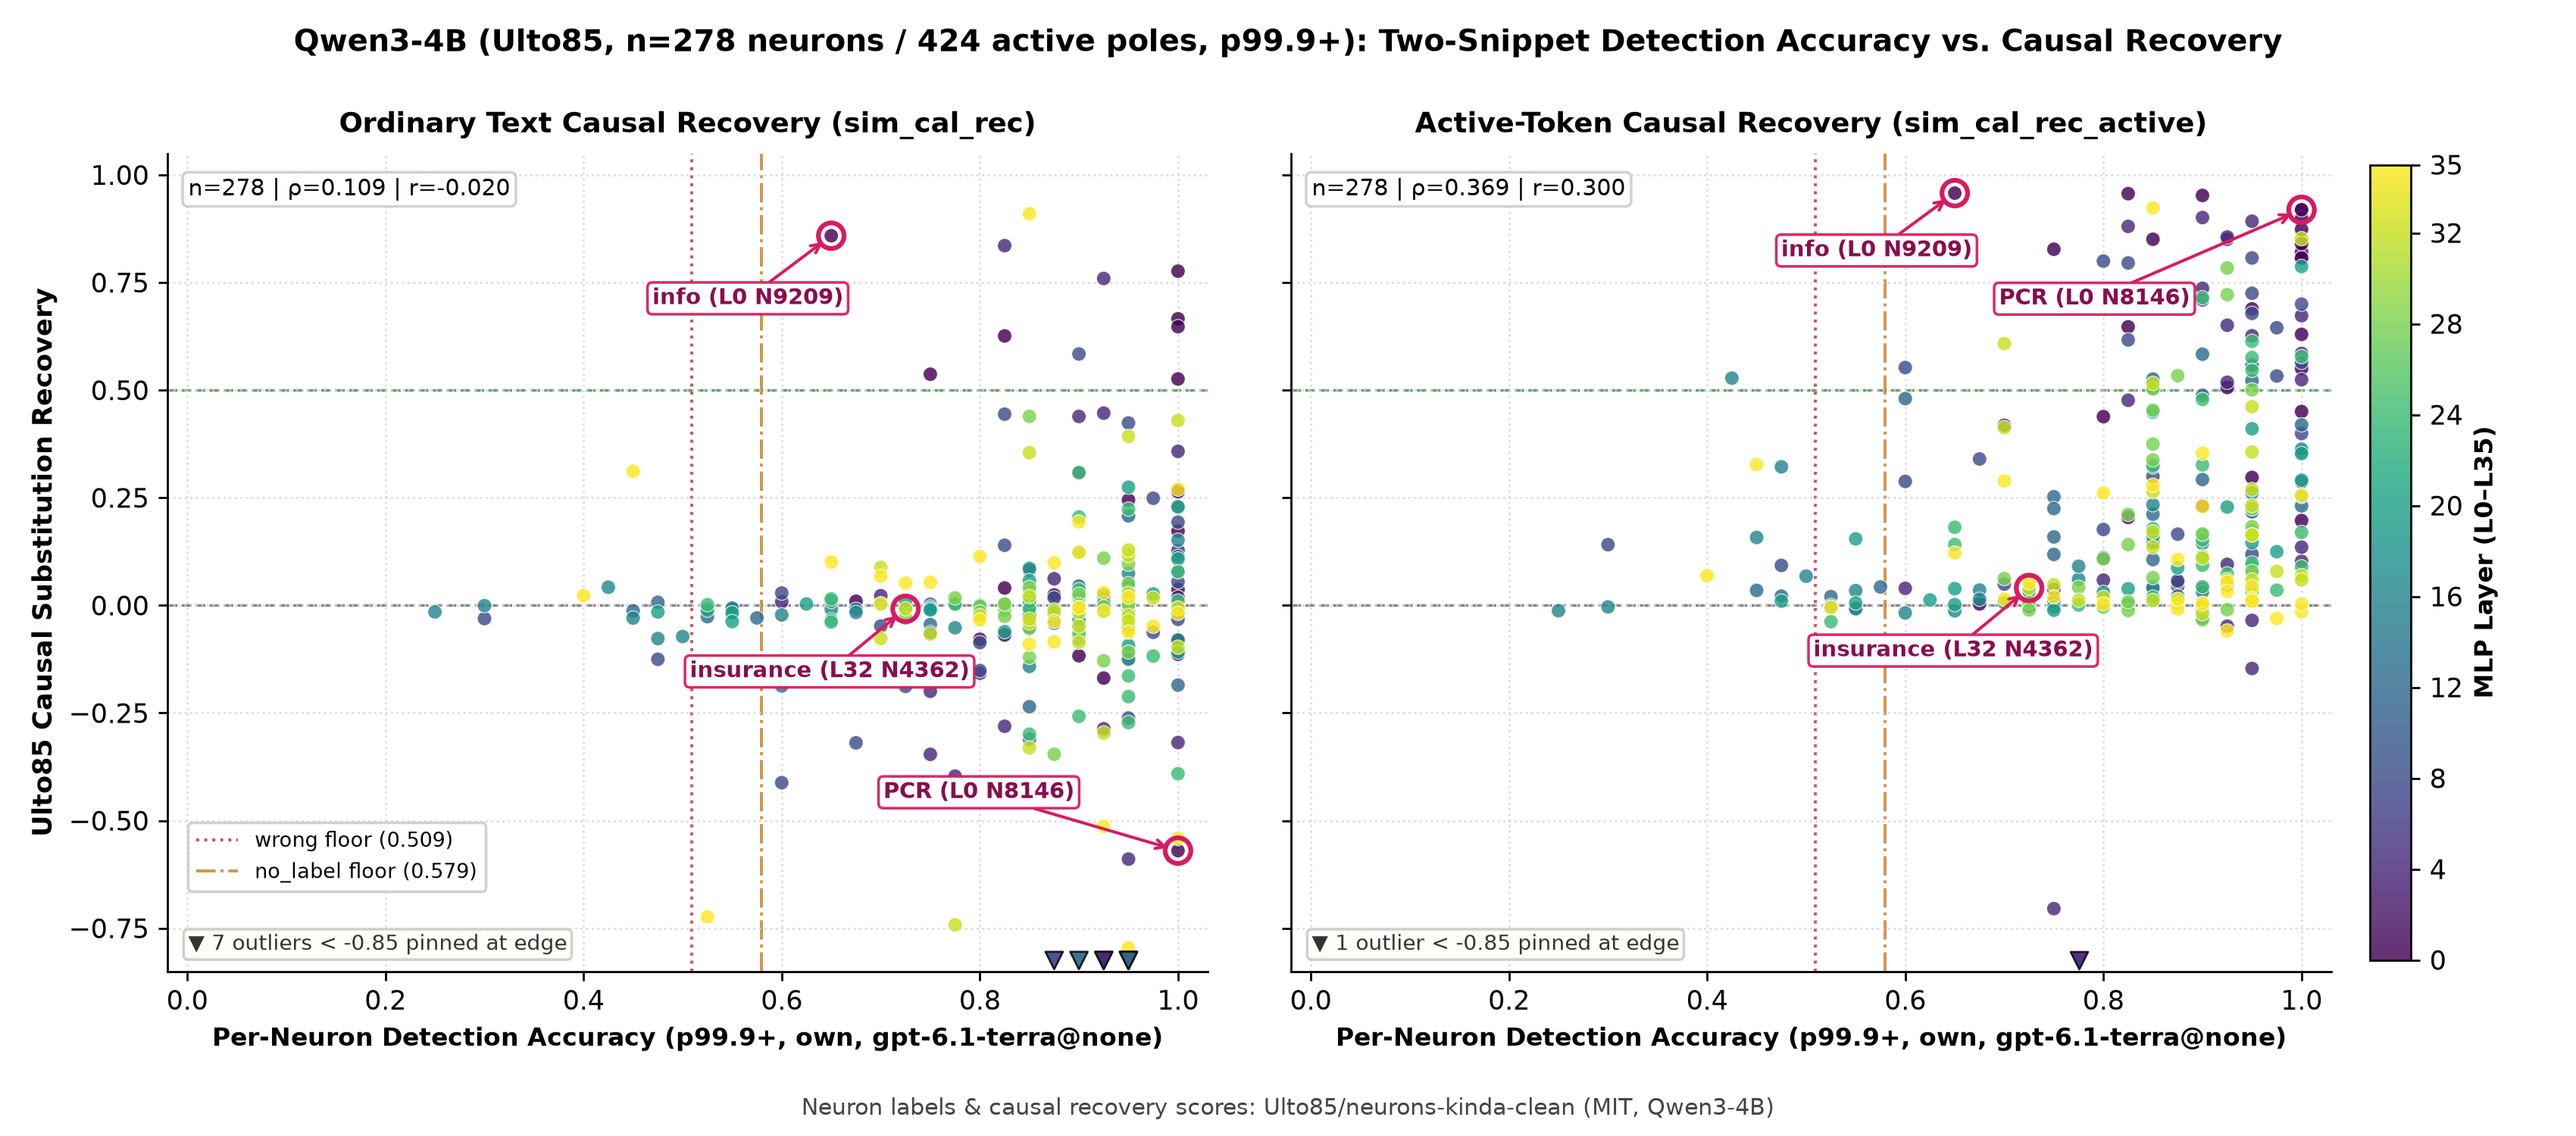 Qwen3-4B (Ulto85, n=278 neurons / 424 active poles, p99.9+): Two-Snippet Detection Accuracy vs. Causal Recovery
Ordinary Text Causal Recovery (sim_cal_rec)
n=278 | ρ=0.109 | r=-0.020
info (L0 N9209)
insurance (L32 N4362)
PCR (L0 N8146)
wrong floor (0.509)
no_label floor (0.579)
▼ 7 outliers < -0.85 pinned at edge
1.00
0.75
0.50
0.25
0.00
−0.25
−0.50
−0.75
Ulto85 Causal Substitution Recovery
0.0 0.2 0.4 0.6 0.8 1.0
Per-Neuron Detection Accuracy (p99.9+, own, gpt-6.1-terra@none)
Active-Token Causal Recovery (sim_cal_rec_active)
n=278 | ρ=0.369 | r=0.300
info (L0 N9209)
PCR (L0 N8146)
insurance (L32 N4362)
▼ 1 outlier < -0.85 pinned at edge
0.0 0.2 0.4 0.6 0.8 1.0
Per-Neuron Detection Accuracy (p99.9+, own, gpt-6.1-terra@none)
35
32
28
24
20
16
12
8
4
0
MLP Layer (L0–L35)
Neuron labels & causal recovery scores: Ulto85/neurons-kinda-clean (MIT, Qwen3-4B)